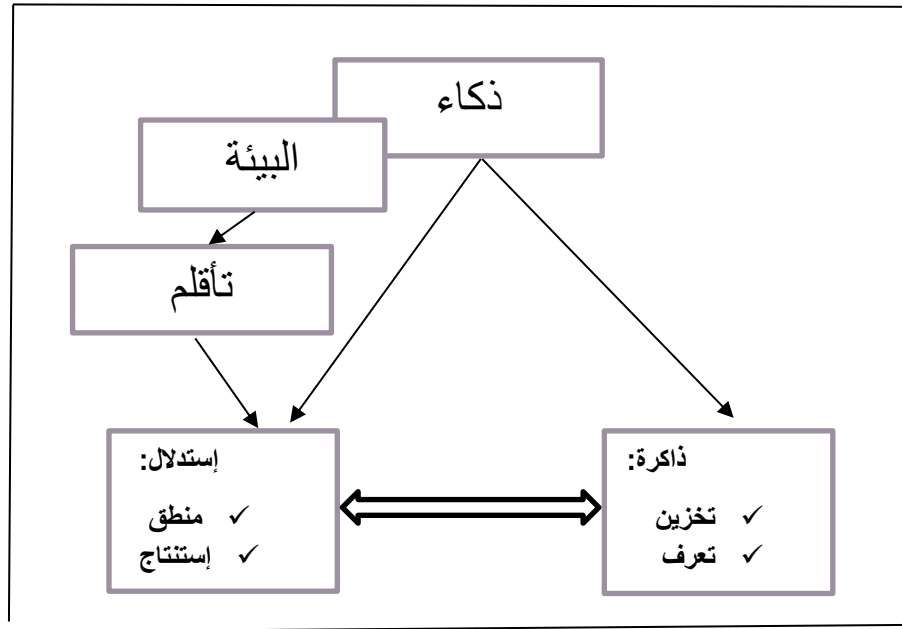 ذكاء
البيئة
تأقلم
ذاكرة:
✓ تخزين
✓ تعرف
إستدلال:
✓ منطق
✓ إستنتاج